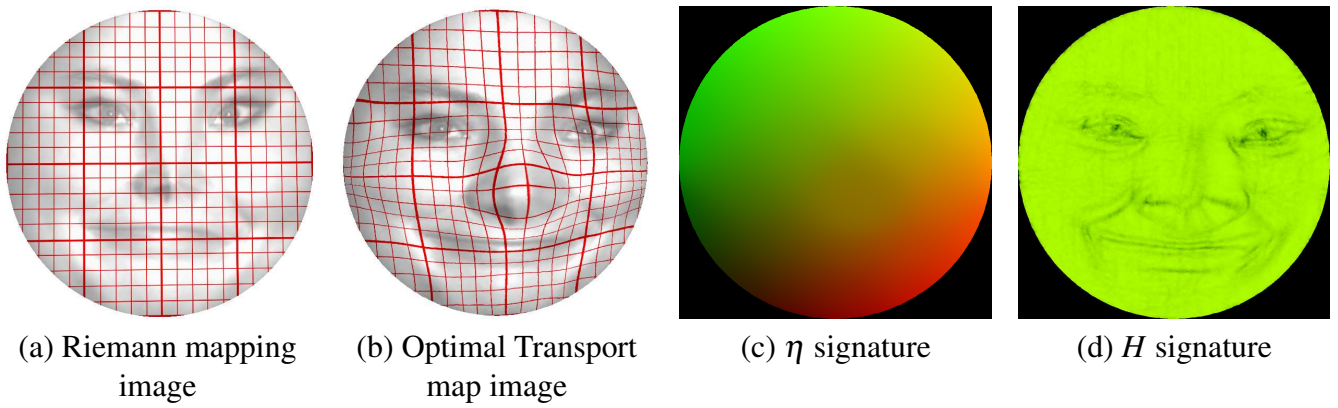 (a) Riemann mapping
image
(b) Optimal Transport
map image
(c) η signature
(d) H signature